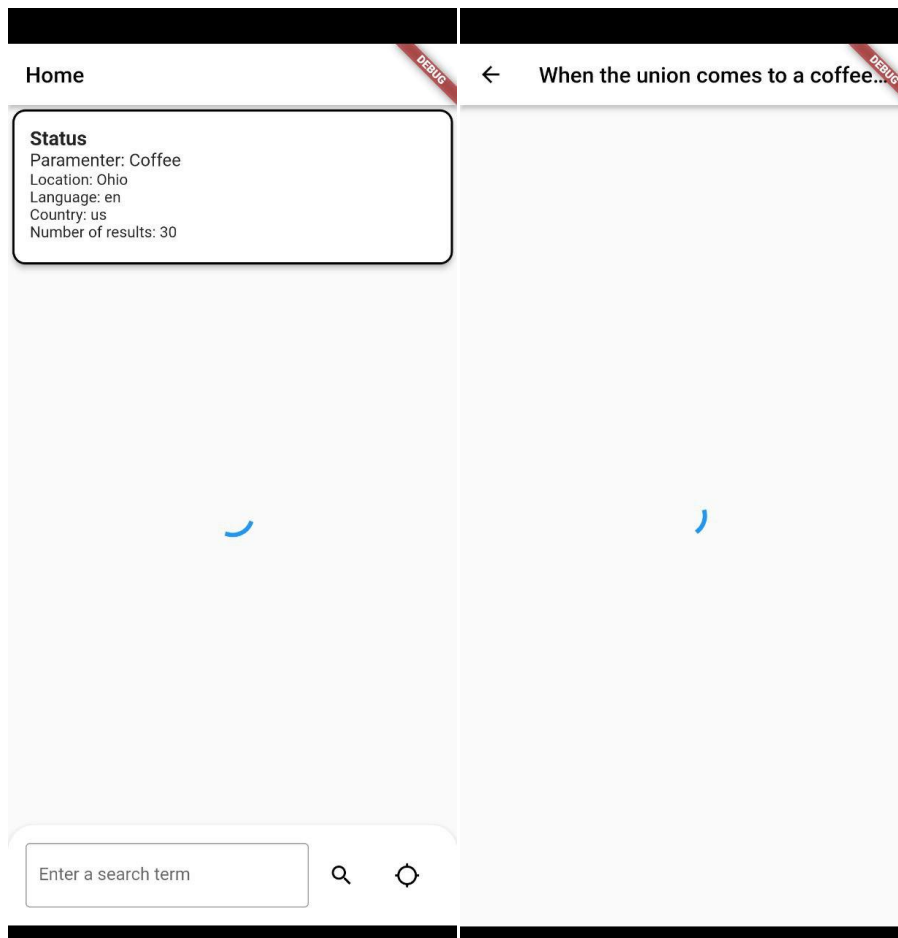 Home
DEBUG
Status
Paramenter: Coffee
Location: Ohio
Language: en
Country: us
Number of results: 30
Enter a search term
When the union comes to a coffee...
DEBUG